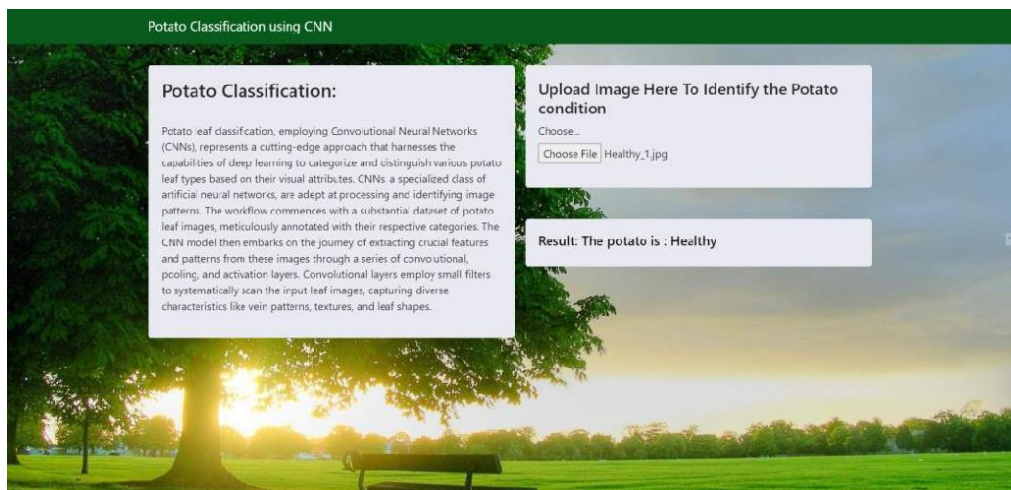 Potato Classification using CNN
Potato Classification:
Potato leaf classification, employing Convolutional Neural Networks
(CNNs), represents a cutting-edge approach that harnesses the
capabilities of deep learning to categorize and distinguish various potato
leaf types based on their visual attributes. CNNs, a specialized class of
artificial neural networks, are adept at processing and identifying image
patterns. The workflow commences with a substantial dataset of potato
leaf images, meticulously annotated with their respective categories. The
CNN model then embarks on the journey of extracting crucial features
and patterns from these images through a series of convolutional,
pooling, and activation layers. Convolutional layers employ small filters
to systematically scan the input leaf images, capturing diverse
characteristics like vein patterns, textures, and leaf shapes.
Upload Image Here To Identify the Potato
condition
Choose...
Choose File Healthy_1.jpg
Result: The potato is : Healthy